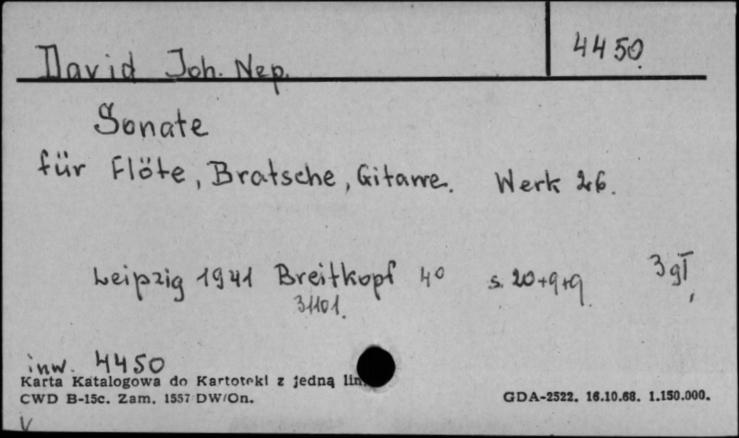 David Joh. Nep. 4450
Sonate
für Flöte, Bratsche, Gitarre. Werk 26.
Leipzig 1941 Breitkopf 4° s. 20+9+9 3 gł
31101.
inw. 4450
Karta Katalogowa do Kartoteki z jedną
CWD B-15c. Zam. 1557 DW/On. GDA-2522. 16.10.68. 1.150.000.
V